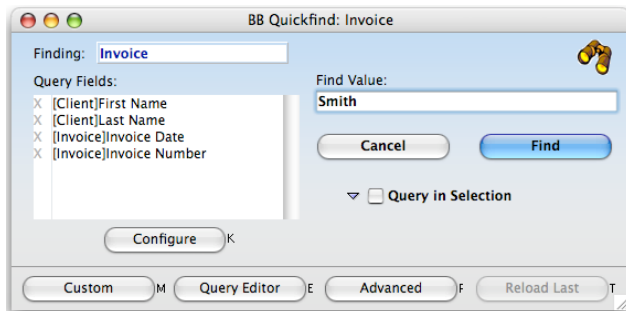 BB Quickfind: Invoice
Finding: Invoice
Query Fields:
X [Client]First Name
X [Client]Last Name
X [Invoice]Invoice Date
X [Invoice]Invoice Number
Find Value:
Smith
Cancel Find
Query in Selection
Configure K
Custom M Query Editor E Advanced F Reload Last T